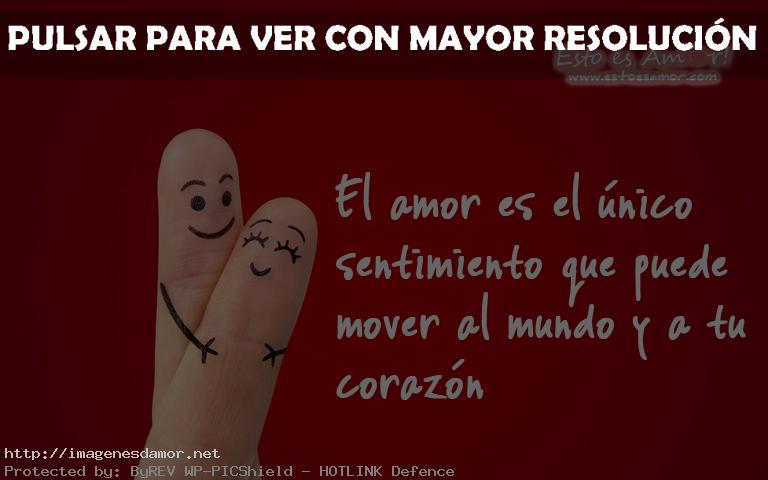 PULSAR PARA VER CON MAYOR RESOLUCIÓN
Esto es Amor!
www.estoesamor.com
El amor es el único
sentimiento que puede
mover al mundo y a tu
corazón
http://imagenesdamor.net
Protected by: ByREV WP-PICShield - HOTLINK Defence